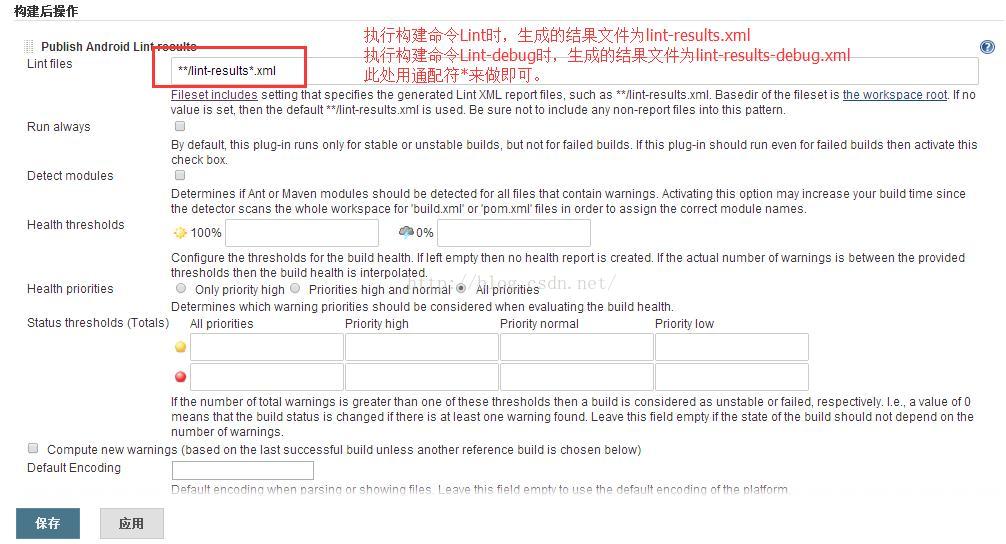 构建后操作
Publish Android Lint results
Lint files
**/lint-results*.xml
执行构建命令Lint时，生成的结果文件为lint-results.xml
执行构建命令Lint-debug时，生成的结果文件为lint-results-debug.xml
此处用通配符*来做即可。
Fileset includes setting that specifies the generated Lint XML report files, such as **/lint-results.xml. Basedir of the fileset is the workspace root. If no
value is set, then the default **/lint-results.xml is used. Be sure not to include any non-report files into this pattern.
Run always
By default, this plug-in runs only for stable or unstable builds, but not for failed builds. If this plug-in should run even for failed builds then activate this
check box.
Detect modules
Determines if Ant or Maven modules should be detected for all files that contain warnings. Activating this option may increase your build time since
the detector scans the whole workspace for 'build.xml' or 'pom.xml' files in order to assign the correct module names.
Health thresholds
100% 0%
Configure the thresholds for the build health. If left empty then no health report is created. If the actual number of warnings is between the provided
thresholds then the build health is interpolated.
http://blog.csdn.net/
Health priorities
Only priority high Priorities high and normal All priorities
Determines which warning priorities should be considered when evaluating the build health.
Status thresholds (Totals)
All priorities Priority high Priority normal Priority low
If the number of total warnings is greater than one of these thresholds then a build is considered as unstable or failed, respectively. I.e., a value of 0
means that the build status is changed if there is at least one warning found. Leave this field empty if the state of the build should not depend on the
number of warnings.
Compute new warnings (based on the last successful build unless another reference build is chosen below)
Default Encoding
Default encoding when parsing or showing files. Leave this field empty to use the default encoding of the platform.
保存 应用